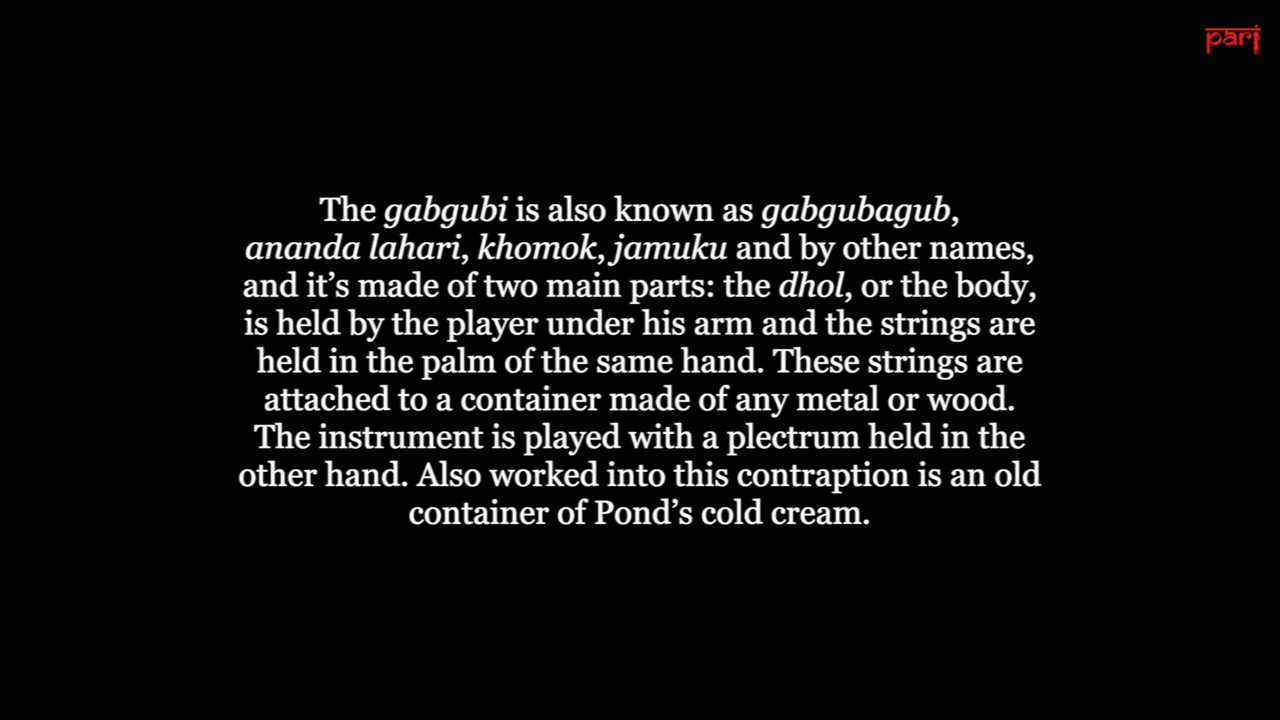 pari
The gabgubi is also known as gabgubagub,
ananda lahari, khomok, jamuku and by other names,
and it’s made of two main parts: the dhol, or the body,
is held by the player under his arm and the strings are
held in the palm of the same hand. These strings are
attached to a container made of any metal or wood.
The instrument is played with a plectrum held in the
other hand. Also worked into this contraption is an old
container of Pond’s cold cream.